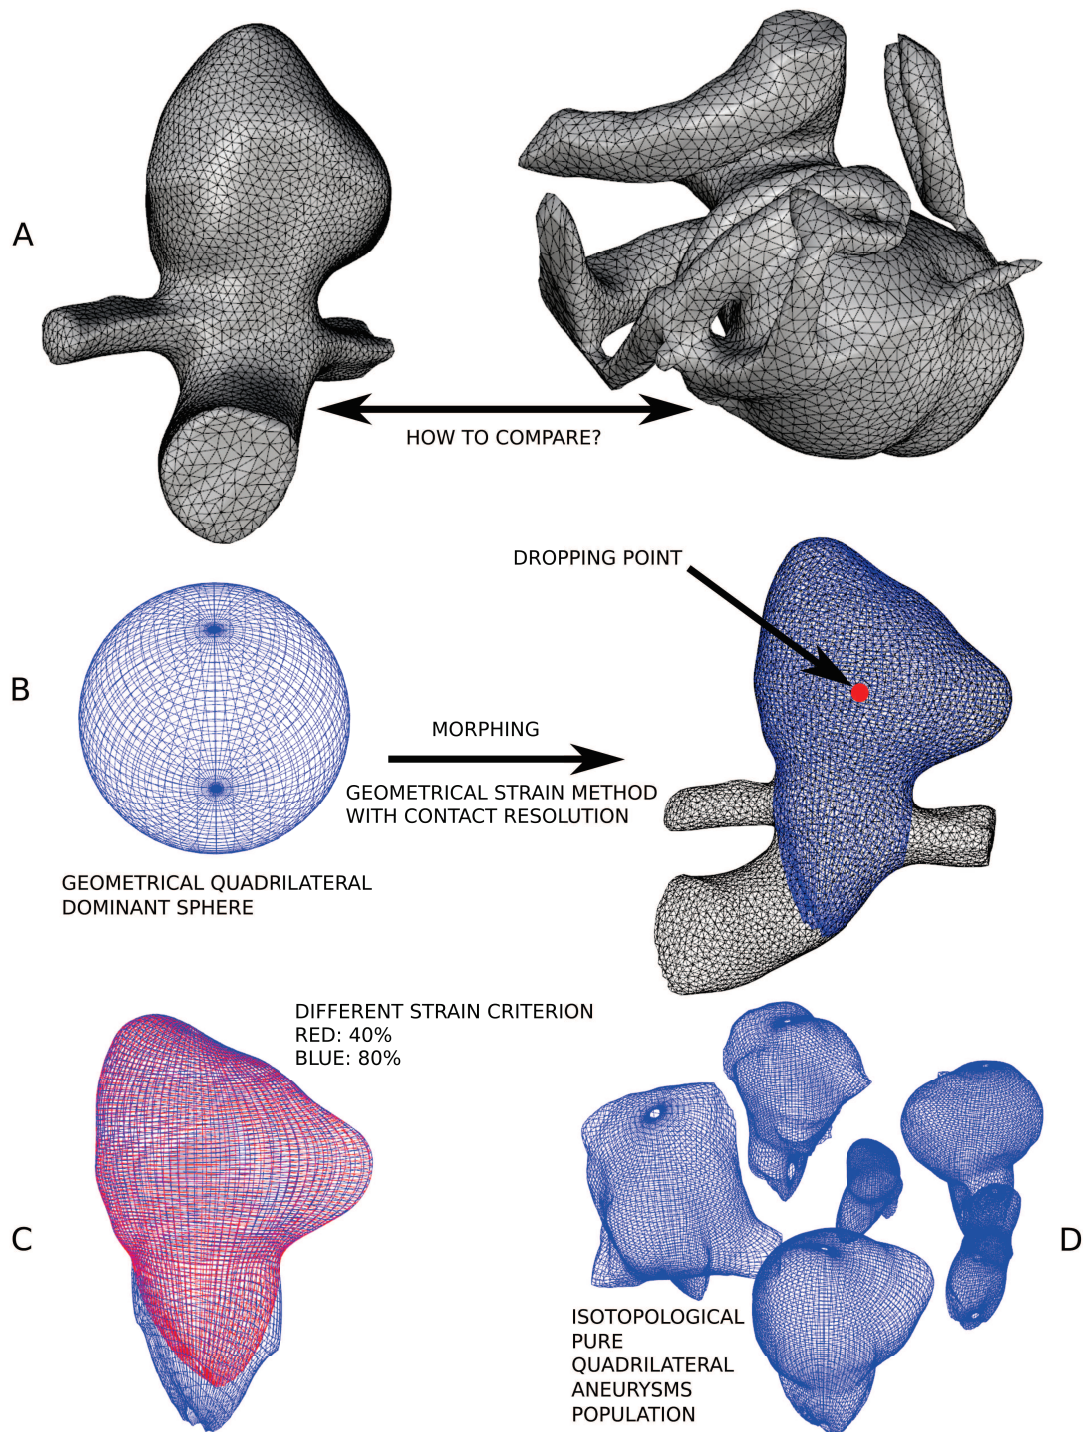 A
HOW TO COMPARE?
DROPPING POINT
B
MORPHING
GEOMETRICAL STRAIN METHOD
WITH CONTACT RESOLUTION
GEOMETRICAL QUADRILATERAL
DOMINANT SPHERE
DIFFERENT STRAIN CRITERION
RED: 40%
BLUE: 80%
C
D
ISOTOPOLOGICAL
PURE
QUADRILATERAL
ANEURYSMS
POPULATION